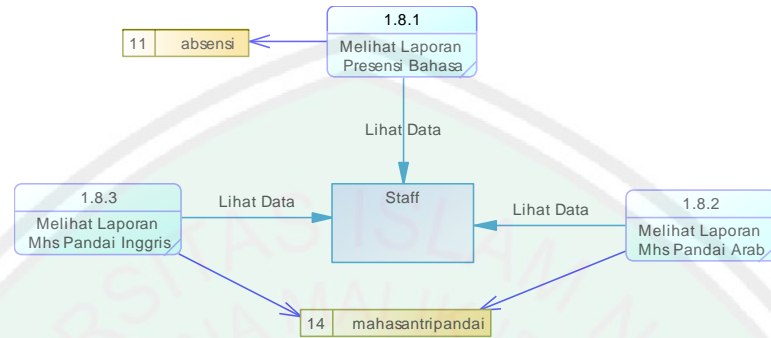 1.8.1
11 absensi
Melihat Laporan
Presensi Bahasa
Lihat Data
1.8.3
Melihat Laporan
Mhs Pandai Inggris
Lihat Data
Staff
Lihat Data
1.8.2
Melihat Laporan
Mhs Pandai Arab
14 mahasantripandai